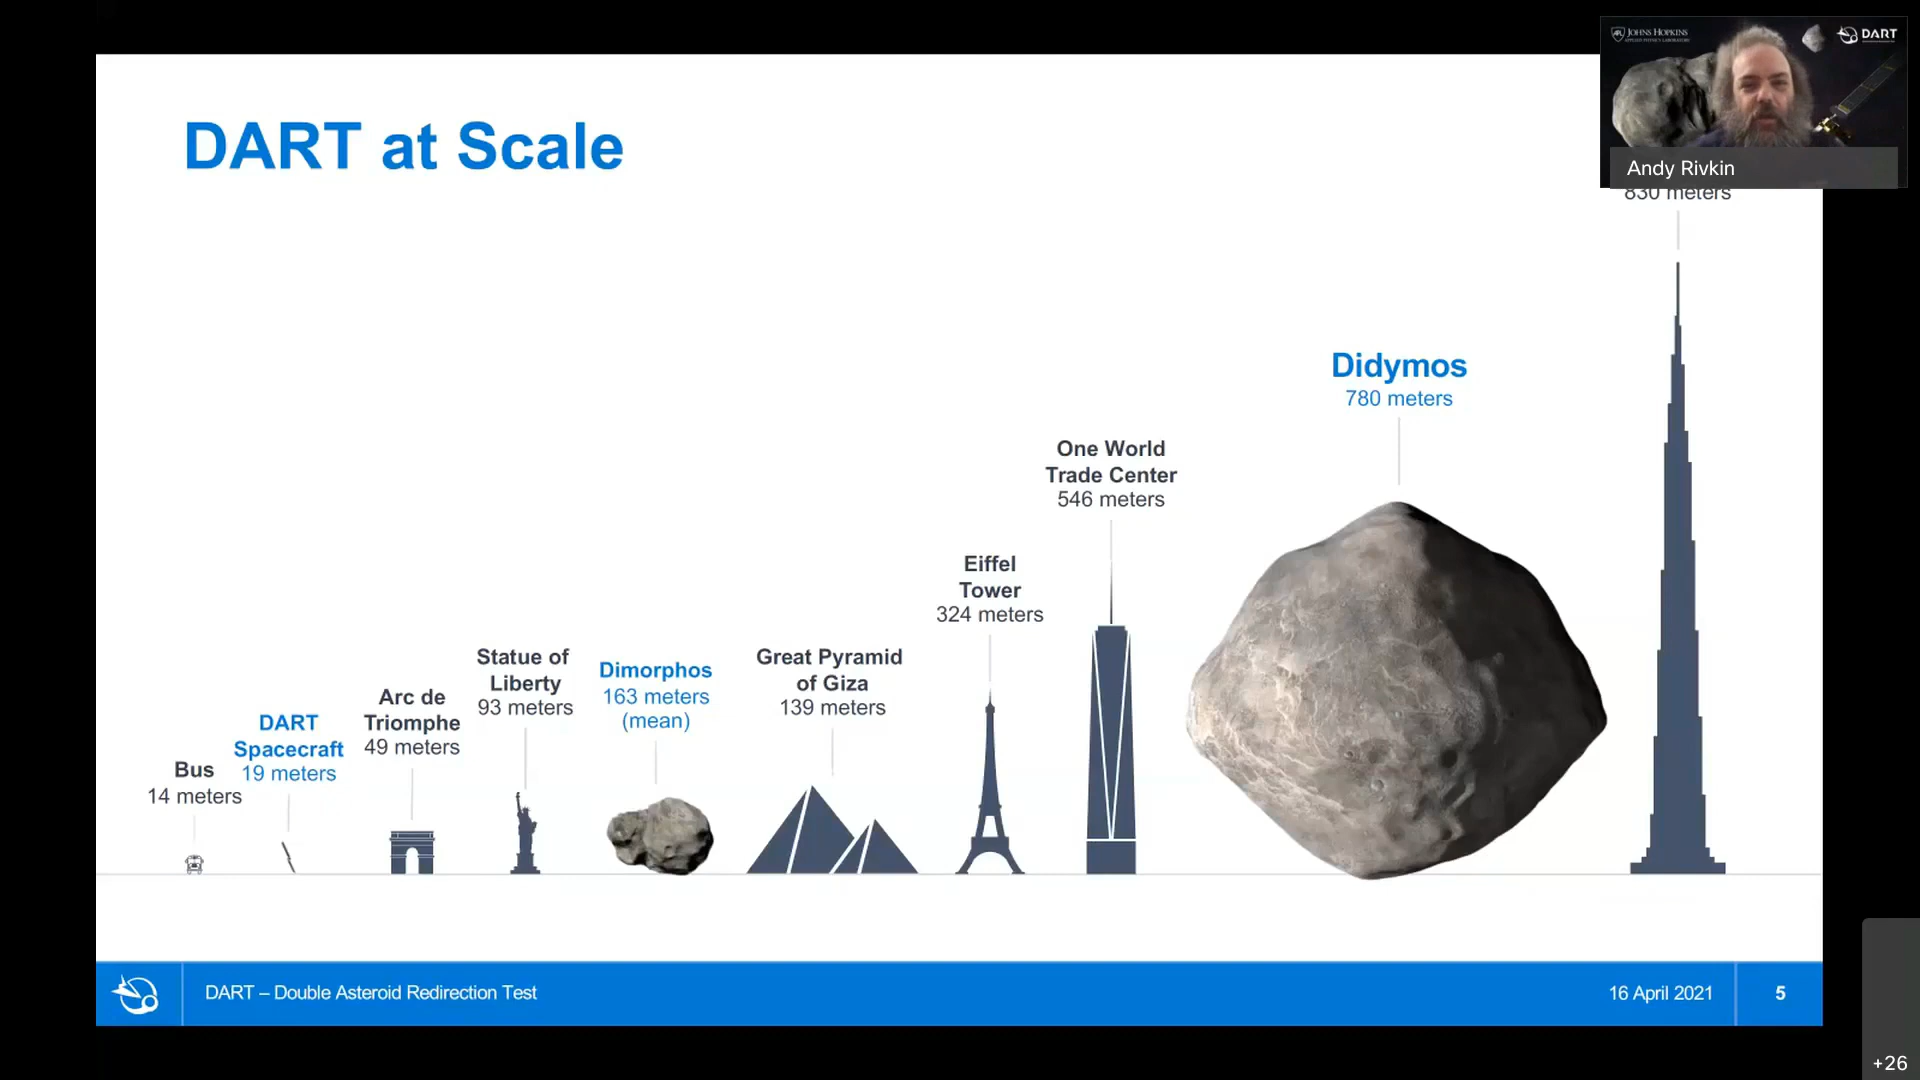 JOHNS HOPKINS
APPLIED PHYSICS LABORATORY
DART
Andy Rivkin
DART at Scale
830 meters
Didymos
780 meters
One World
Trade Center
546 meters
Eiffel
Tower
324 meters
Statue of
Liberty
93 meters
Dimorphos
163 meters
(mean)
Great Pyramid
of Giza
139 meters
Arc de
Triomphe
49 meters
DART
Spacecraft
19 meters
Bus
14 meters
DART – Double Asteroid Redirection Test
16 April 2021
5
+26